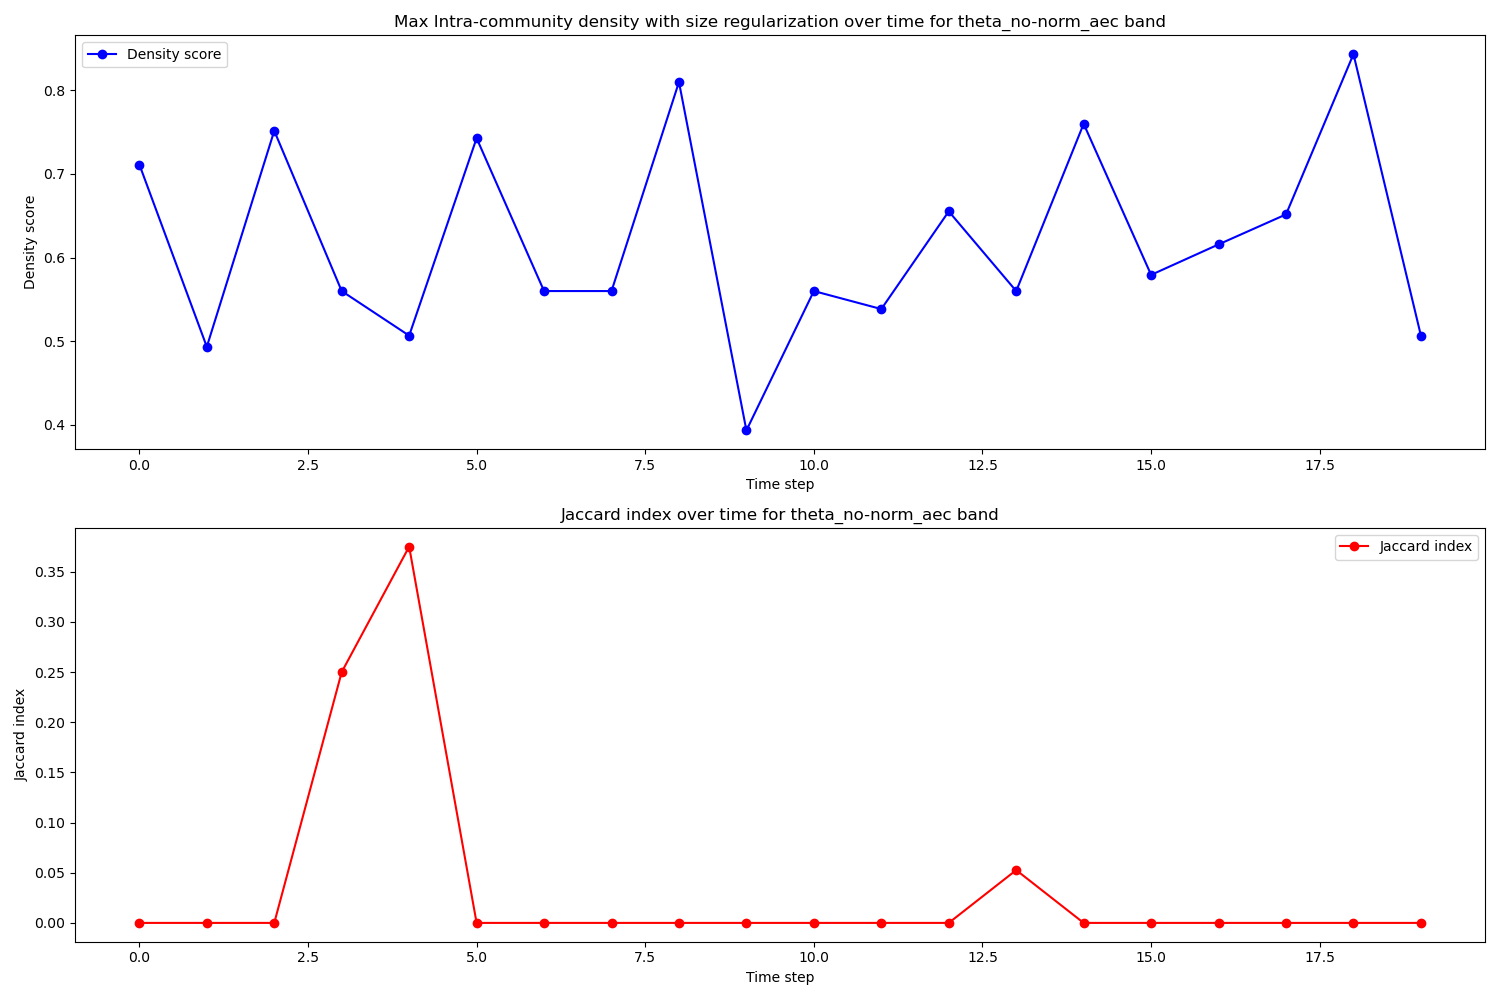 Max Intra-community density with size regularization over time for theta_no-norm_aec band
Density score
Density score
0.8
0.7
0.6
0.5
0.4
0.0 2.5 5.0 7.5 10.0 12.5 15.0 17.5
Time step
Jaccard index over time for theta_no-norm_aec band
Jaccard index
Jaccard index
0.35
0.30
0.25
0.20
0.15
0.10
0.05
0.00
0.0 2.5 5.0 7.5 10.0 12.5 15.0 17.5
Time step